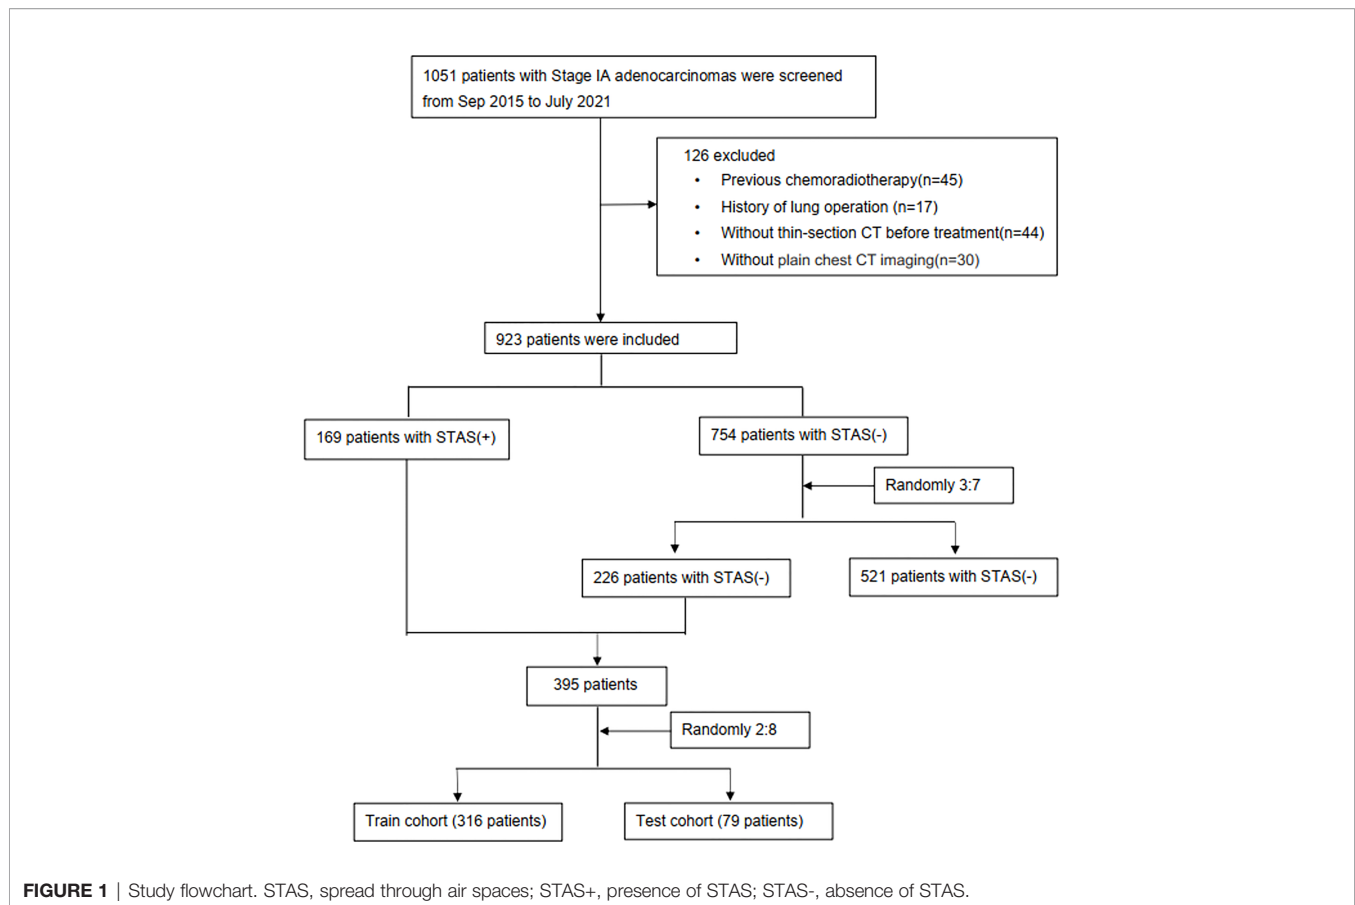 1051 patients with Stage IA adenocarcinomas were screened
from Sep 2015 to July 2021
126 excluded
• Previous chemoradiotherapy(n=45)
• History of lung operation (n=17)
• Without thin-section CT before treatment(n=44)
• Without plain chest CT imaging(n=30)
923 patients were included
169 patients with STAS(+)
754 patients with STAS(-)
Randomly 3:7
226 patients with STAS(-)
521 patients with STAS(-)
395 patients
Randomly 2:8
Train cohort (316 patients)
Test cohort (79 patients)
FIGURE 1 | Study flowchart. STAS, spread through air spaces; STAS+, presence of STAS; STAS-, absence of STAS.